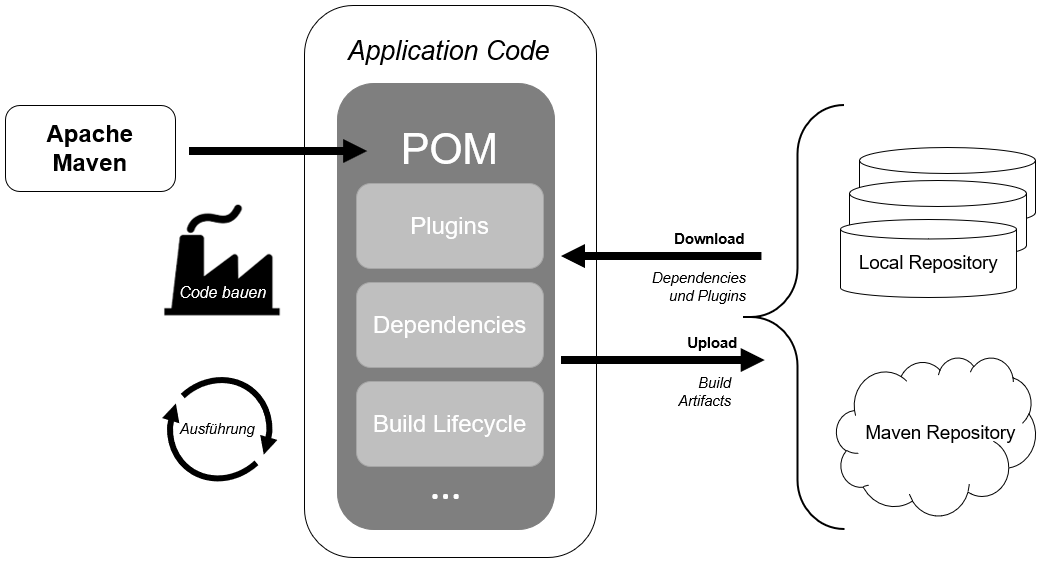 Application Code
Apache
Maven
POM
Plugins
Code bauen
Dependencies
Build Lifecycle
Ausführung
...
Download
Dependencies
und Plugins
Upload
Build
Artifacts
Local Repository
Maven Repository